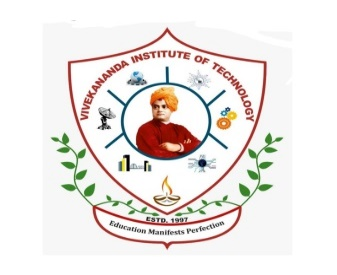 VIVEKANANDA INSTITUTE OF TECHNOLOGY
ESTD. 1997
Education Manifests Perfection